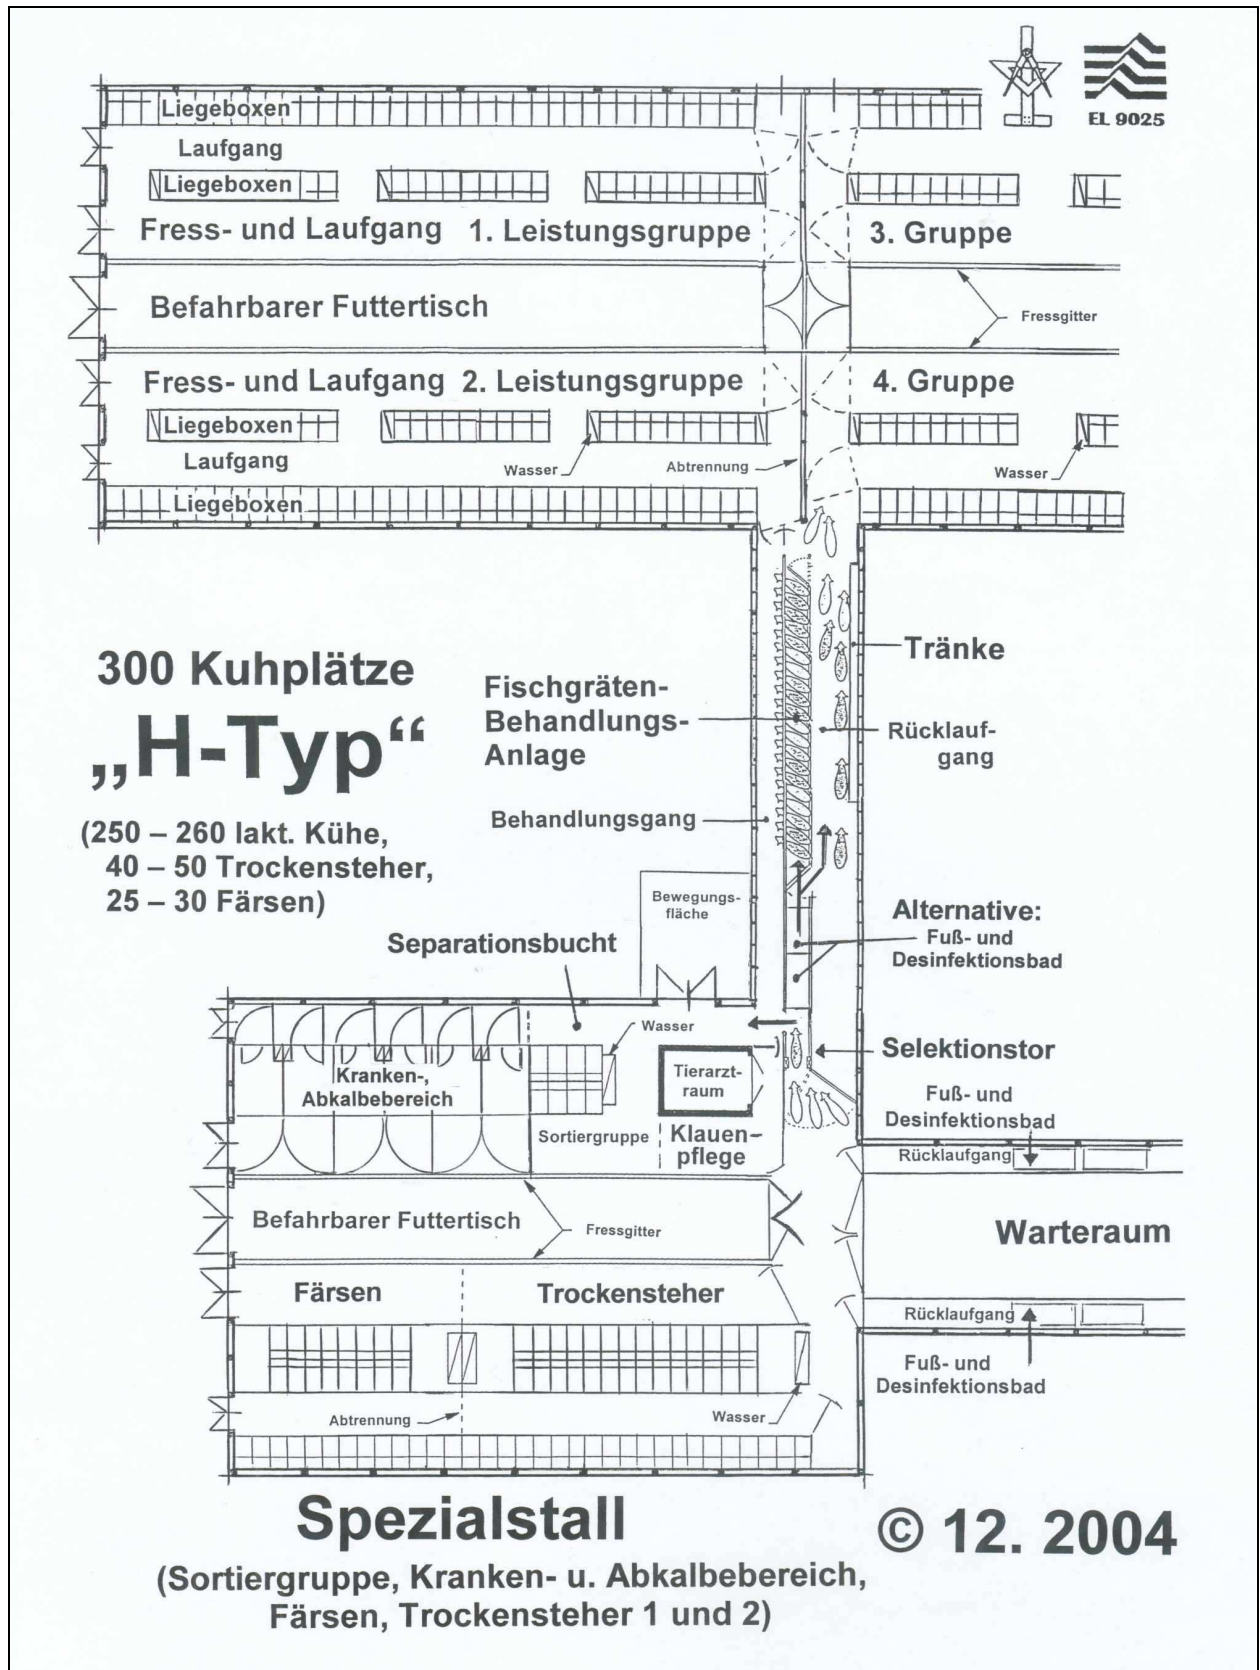 EL 9025
Liegeboxen
Laufgang
Liegeboxen
Fress- und Laufgang 1. Leistungsgruppe
3. Gruppe
Befahrbarer Futtertisch
Fressgitter
Fress- und Laufgang 2. Leistungsgruppe
4. Gruppe
Liegeboxen
Laufgang
Wasser
Abtrennung
Wasser
Liegeboxen
300 Kuhplätze
„H-Typ“
(250 – 260 lakt. Kühe,
40 – 50 Trockensteher,
25 – 30 Färsen)
Fischgräten-
Behandlungs-
Anlage
Tränke
Rücklauf-
gang
Behandlungsgang
Bewegungs-
fläche
Alternative:
Fuß- und
Desinfektionsbad
Separationsbucht
Wasser
Selektionstor
Kranken-,
Abkalbebereich
Tierarzt-
raum
Fuß- und
Desinfektionsbad
Sortiergruppe
Klauen-
pflege
Rücklaufgang
Befahrbarer Futtertisch
Fressgitter
Warteraum
Färsen
Trockensteher
Rücklaufgang
Fuß- und
Desinfektionsbad
Abtrennung
Wasser
Spezialstall
© 12. 2004
(Sortiergruppe, Kranken- u. Abkalbebereich,
Färsen, Trockensteher 1 und 2)